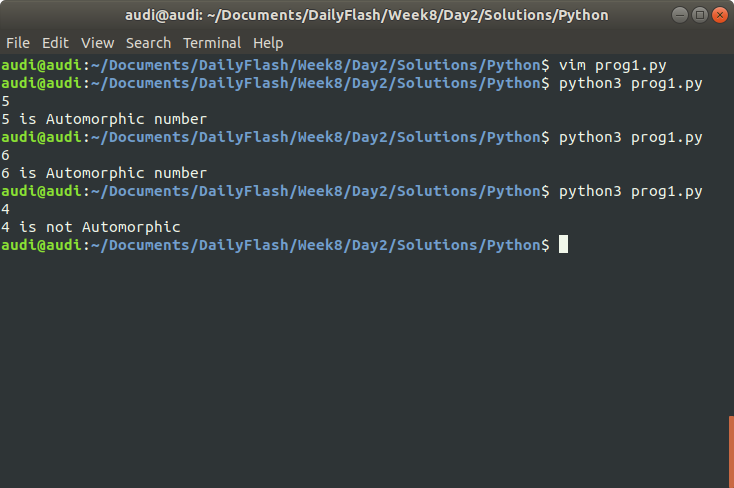 audi@audi: ~/Documents/DailyFlash/Week8/Day2/Solutions/Python
File Edit View Search Terminal Help
audi@audi:~/Documents/DailyFlash/Week8/Day2/Solutions/Python$ vim prog1.py
audi@audi:~/Documents/DailyFlash/Week8/Day2/Solutions/Python$ python3 prog1.py
5
5 is Automorphic number
audi@audi:~/Documents/DailyFlash/Week8/Day2/Solutions/Python$ python3 prog1.py
6
6 is Automorphic number
audi@audi:~/Documents/DailyFlash/Week8/Day2/Solutions/Python$ python3 prog1.py
4
4 is not Automorphic
audi@audi:~/Documents/DailyFlash/Week8/Day2/Solutions/Python$